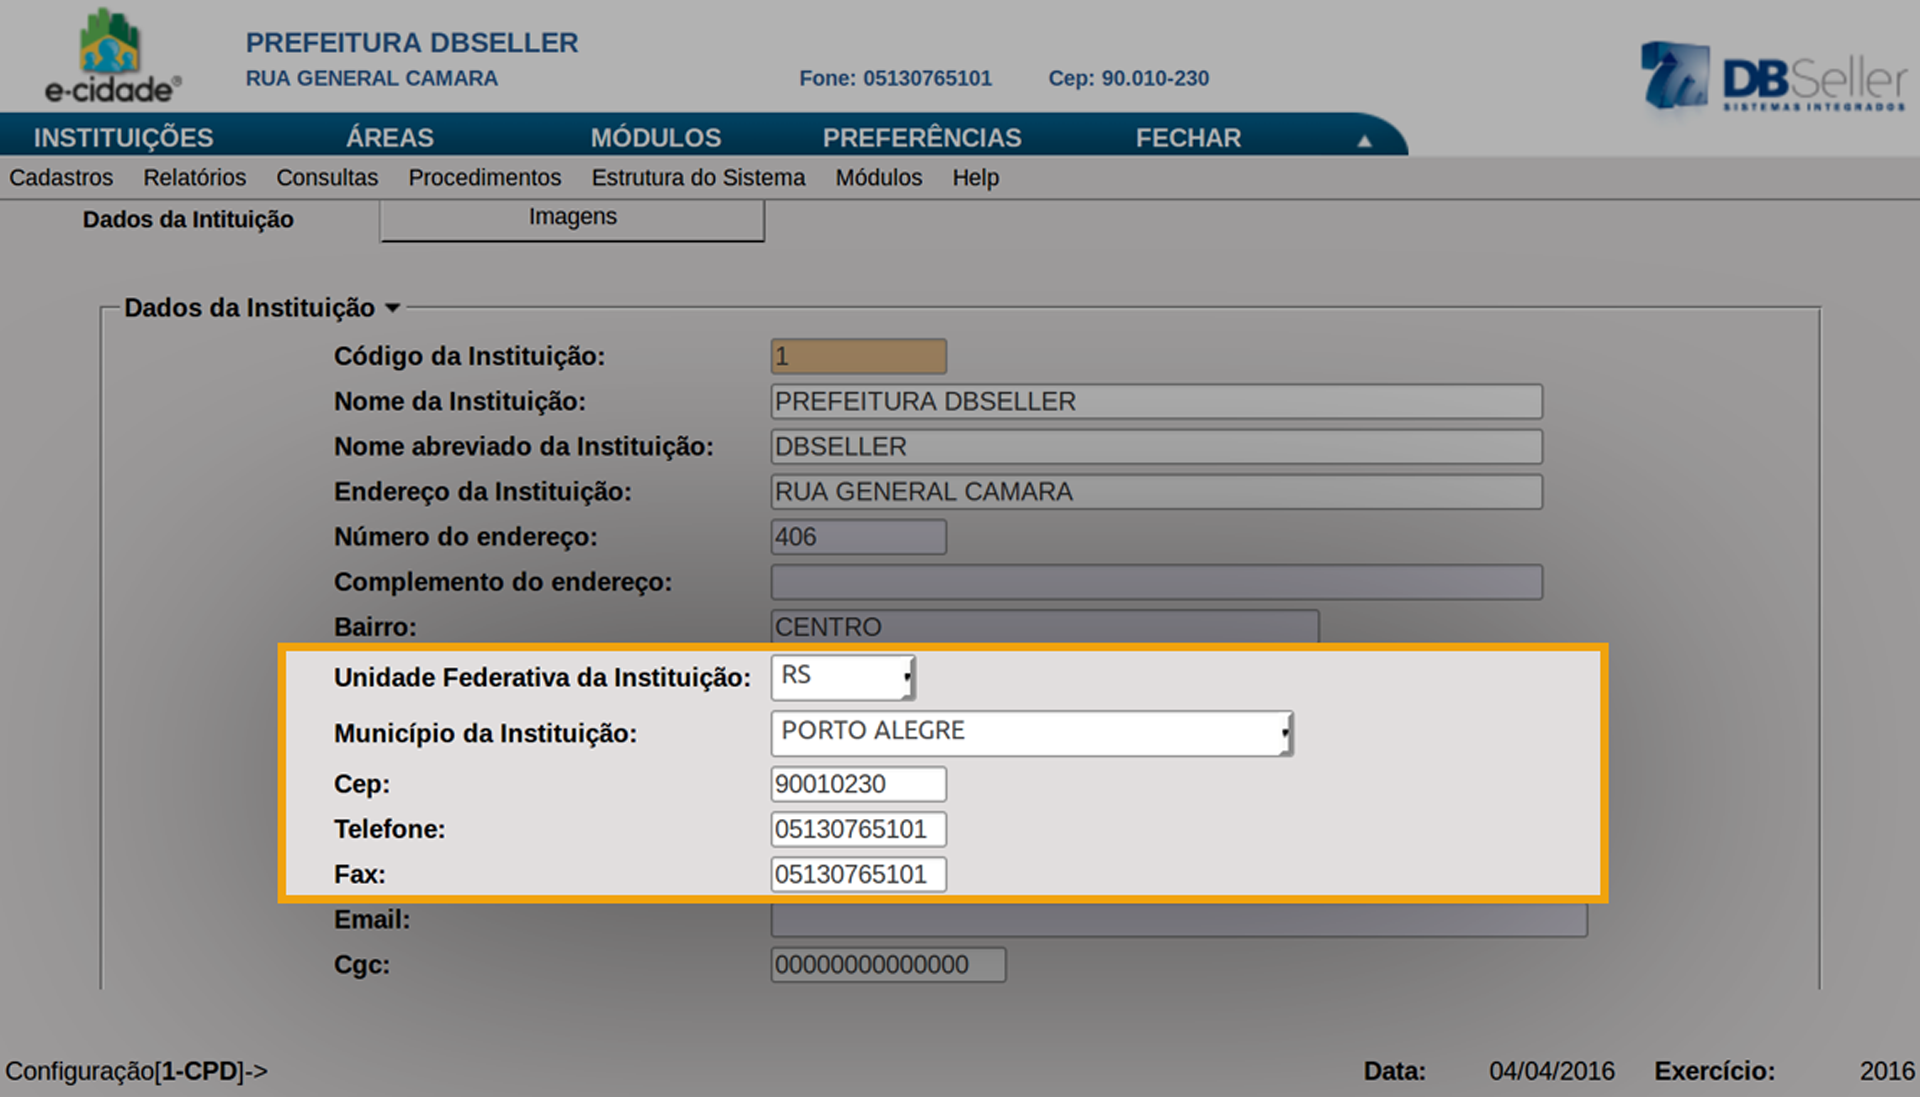 e-cidade®
PREFEITURA DBSELLER
RUA GENERAL CAMARA
Fone: 05130765101
Cep: 90.010-230
DBSeller
SISTEMAS INTEGRADOS
INSTITUIÇÕES ÁREAS MÓDULOS PREFERÊNCIAS FECHAR
Cadastros Relatórios Consultas Procedimentos Estrutura do Sistema Módulos Help
Dados da Intituição Imagens
Dados da Instituição
Código da Instituição: 1
Nome da Instituição: PREFEITURA DBSELLER
Nome abreviado da Instituição: DBSELLER
Endereço da Instituição: RUA GENERAL CAMARA
Número do endereço: 406
Complemento do endereço:
Bairro: CENTRO
Unidade Federativa da Instituição: RS
Município da Instituição: PORTO ALEGRE
Cep: 90010230
Telefone: 05130765101
Fax: 05130765101
Email:
Cgc: 00000000000000
Configuração[1-CPD]-> Data: 04/04/2016 Exercício: 2016